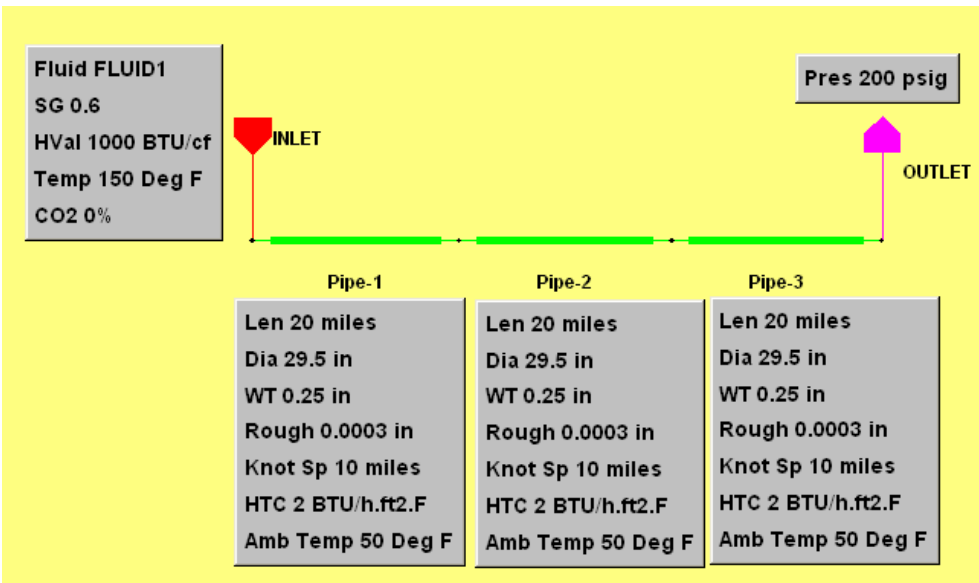 Fluid FLUID1
SG 0.6
HVal 1000 BTU/cf
Temp 150 Deg F
CO2 0%
INLET
Pres 200 psig
OUTLET
Pipe-1
Len 20 miles
Dia 29.5 in
WT 0.25 in
Rough 0.0003 in
Knot Sp 10 miles
HTC 2 BTU/h.ft2.F
Amb Temp 50 Deg F
Pipe-2
Len 20 miles
Dia 29.5 in
WT 0.25 in
Rough 0.0003 in
Knot Sp 10 miles
HTC 2 BTU/h.ft2.F
Amb Temp 50 Deg F
Pipe-3
Len 20 miles
Dia 29.5 in
WT 0.25 in
Rough 0.0003 in
Knot Sp 10 miles
HTC 2 BTU/h.ft2.F
Amb Temp 50 Deg F